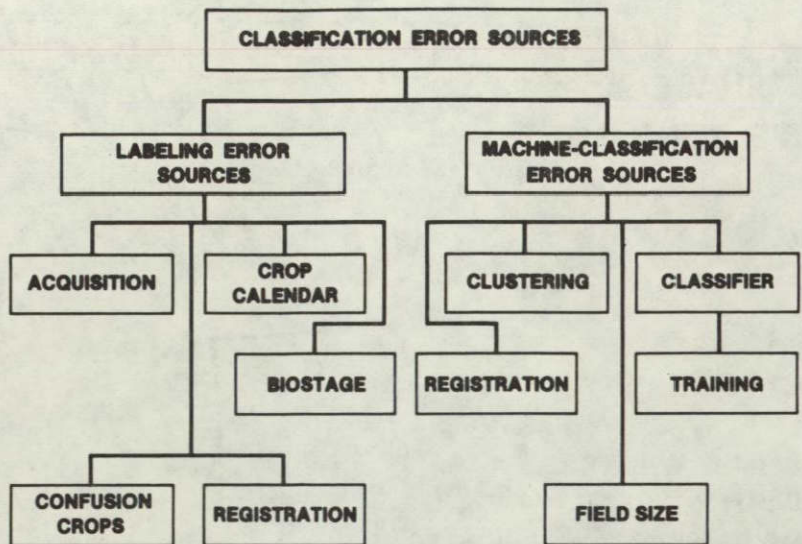 CLASSIFICATION ERROR SOURCES
LABELING ERROR
SOURCES
MACHINE-CLASSIFICATION
ERROR SOURCES
ACQUISITION
CROP
CALENDAR
CLUSTERING
CLASSIFIER
BIOSTAGE
REGISTRATION
TRAINING
CONFUSION
CROPS
REGISTRATION
FIELD SIZE